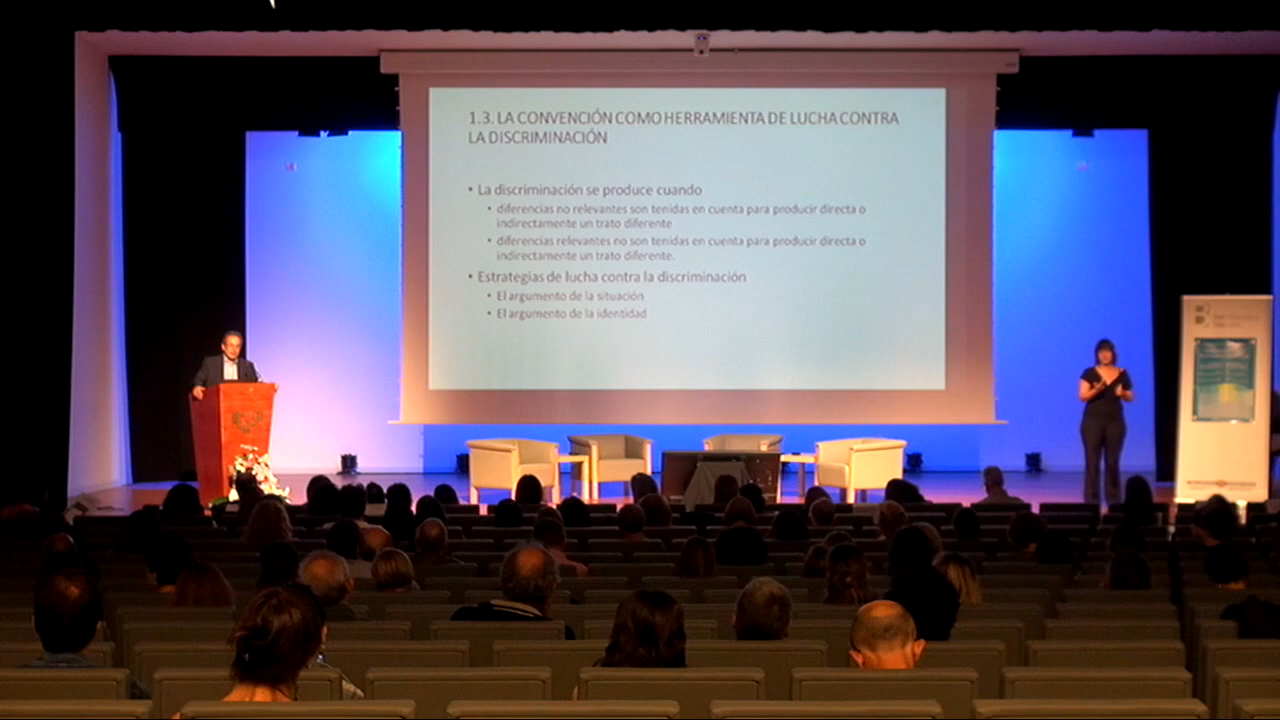 1.3. LA CONVENCIÓN COMO HERRAMIENTA DE LUCHA CONTRA
LA DISCRIMINACIÓN
• La discriminación se produce cuando
• diferencias no relevantes son tenidas en cuenta para producir directa o
indirectamente un trato diferente
• diferencias relevantes no son tenidas en cuenta para producir directa o
indirectamente un trato diferente.
• Estrategias de lucha contra la discriminación
• El argumento de la situación
• El argumento de la identidad